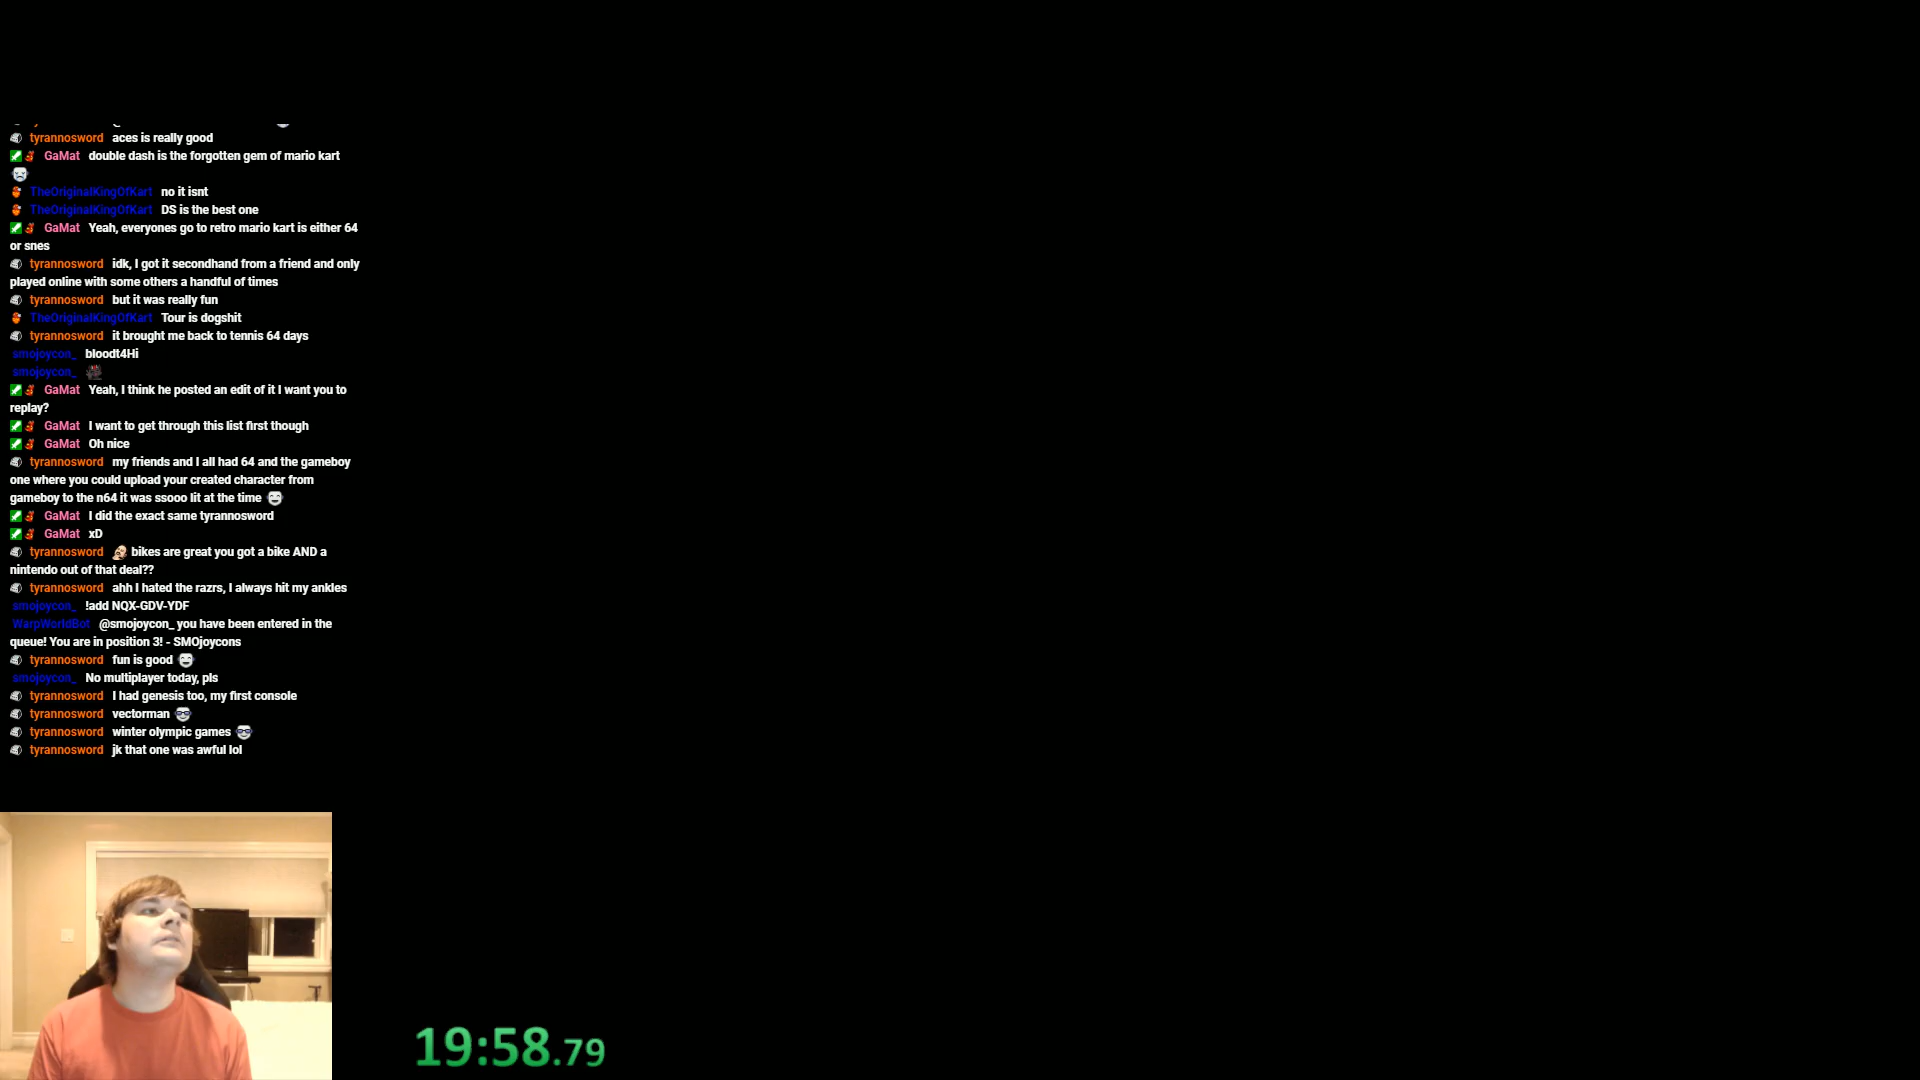 tyrannosword aces is really good
GaMat double dash is the forgotten gem of mario kart
TheOriginalKingOfKart no it isnt
TheOriginalKingOfKart DS is the best one
GaMat Yeah, everyones go to retro mario kart is either 64
or snes
tyrannosword idk, I got it secondhand from a friend and only
played online with some others a handful of times
tyrannosword but it was really fun
TheOriginalKingOfKart Tour is dogshit
tyrannosword it brought me back to tennis 64 days
smojoycon_ bloodt4Hi
smojoycon_
GaMat Yeah, I think he posted an edit of it I want you to
replay?
GaMat I want to get through this list first though
GaMat Oh nice
tyrannosword my friends and I all had 64 and the gameboy
one where you could upload your created character from
gameboy to the n64 it was ssooo lit at the time
GaMat I did the exact same tyrannosword
GaMat xD
tyrannosword bikes are great you got a bike AND a
nintendo out of that deal??
tyrannosword ahh I hated the razrs, I always hit my ankles
smojoycon_ !add NQX-GDV-YDF
WarpWorldBot @smojoycon_ you have been entered in the
queue! You are in position 3! - SMOjoycons
tyrannosword fun is good
smojoycon_ No multiplayer today, pls
tyrannosword I had genesis too, my first console
tyrannosword vectorman
tyrannosword winter olympic games
tyrannosword jk that one was awful lol
19:58.79